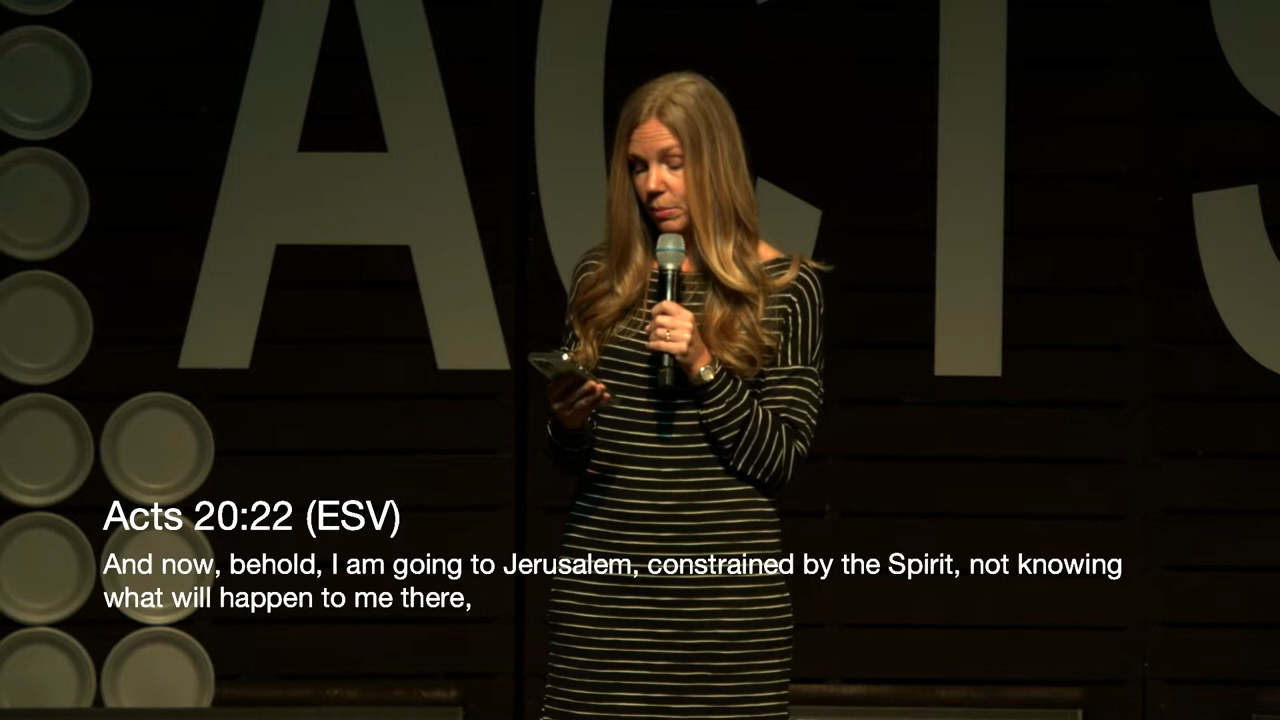 ACTS
Acts 20:22 (ESV)
And now, behold, I am going to Jerusalem, constrained by the Spirit, not knowing
what will happen to me there,